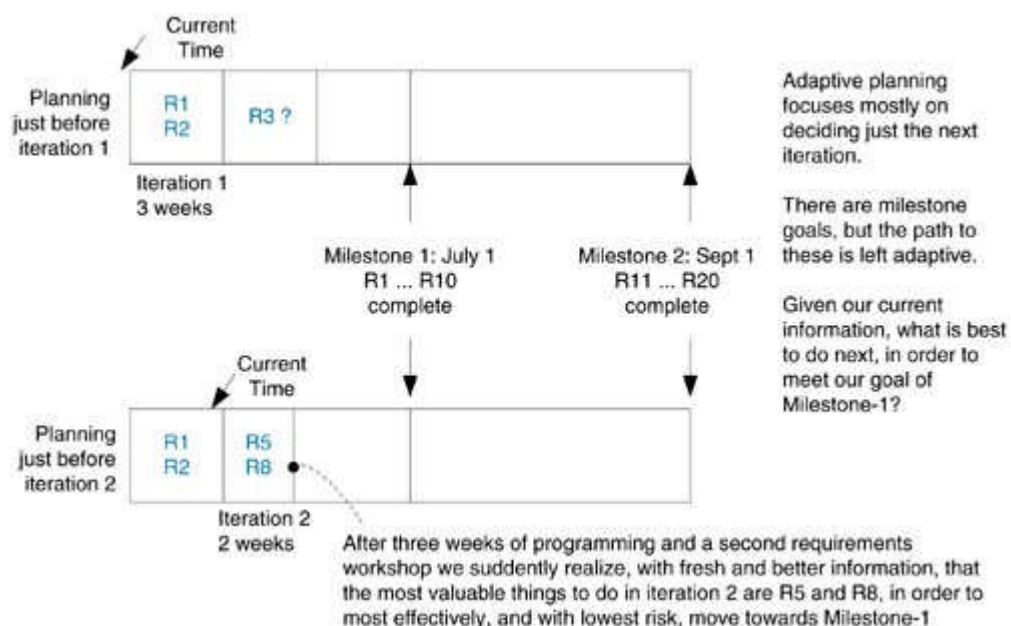 Current
Time
Planning
just before
iteration 1
R1
R2
R3 ?
Iteration 1
3 weeks
Milestone 1: July 1
R1 ... R10
complete
Milestone 2: Sept 1
R11 ... R20
complete
Adaptive planning
focuses mostly on
deciding just the next
iteration.
There are milestone
goals, but the path to
these is left adaptive.
Given our current
information, what is best
to do next, in order to
meet our goal of
Milestone-1?
Current
Time
Planning
just before
iteration 2
R1
R2
R5
R8
Iteration 2
2 weeks
After three weeks of programming and a second requirements
workshop we suddently realize, with fresh and better information, that
the most valuable things to do in iteration 2 are R5 and R8, in order to
most effectively, and with lowest risk, move towards Milestone-1